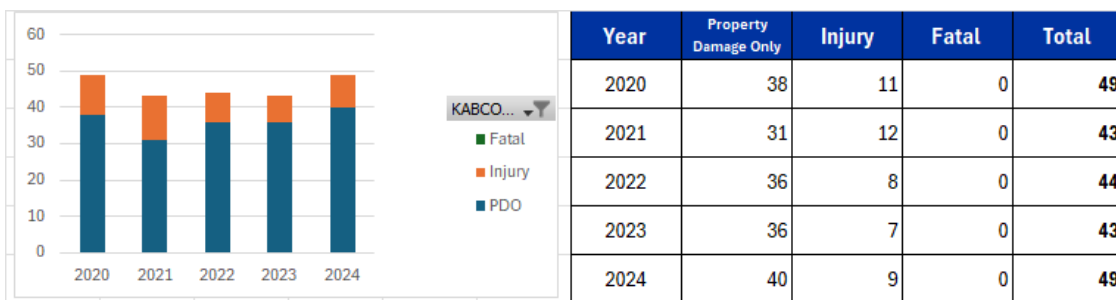 60
50
40
30
20
10
0
2020 2021 2022 2023 2024
KABCO...
Fatal
Injury
PDO
Year Property Damage Only Injury Fatal Total
2020 38 11 0 49
2021 31 12 0 43
2022 36 8 0 44
2023 36 7 0 43
2024 40 9 0 49